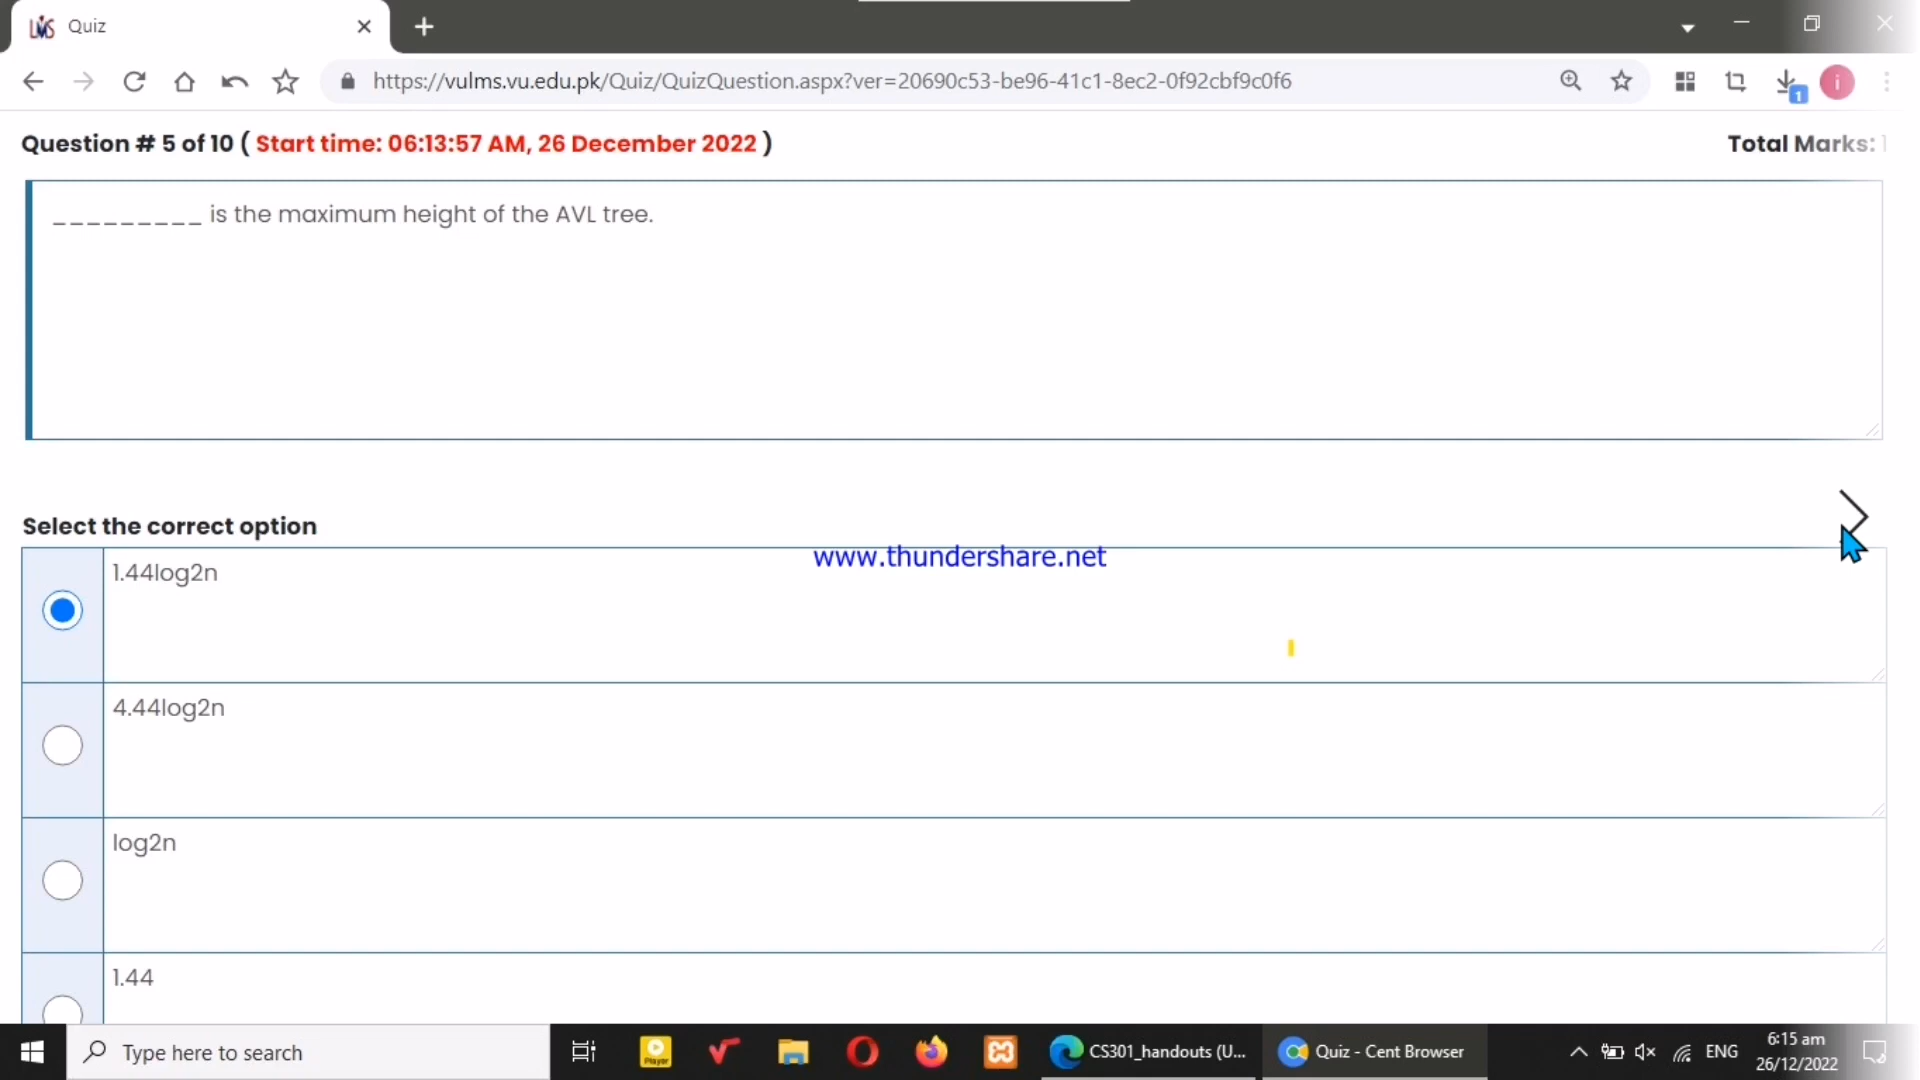 Quiz
https://vulms.vu.edu.pk/Quiz/QuizQuestion.aspx?ver=20690c53-be96-41c1-8ec2-0f92cbf9c0f6
1
i
Question # 5 of 10 ( Start time: 06:13:57 AM, 26 December 2022 )
Total Marks: 1
_________ is the maximum height of the AVL tree.
Select the correct option
www.thundershare.net
1.44log2n
4.44log2n
log2n
1.44
Type here to search
Player
CS301_handouts (U...
Quiz - Cent Browser
ENG
6:15 am
26/12/2022